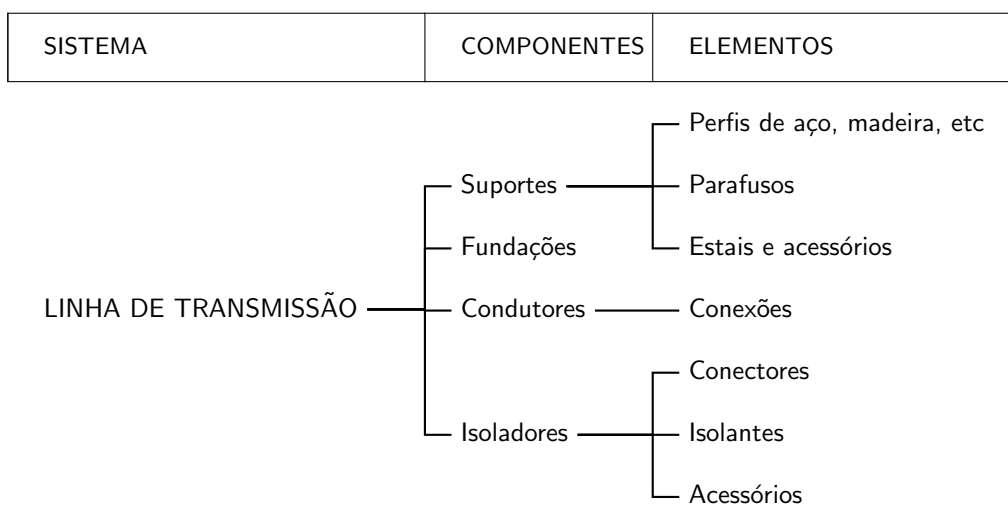 SISTEMA COMPONENTES ELEMENTOS
Perfis de aço, madeira, etc
Suportes Parafusos
Fundações Estais e acessórios
LINHA DE TRANSMISSÃO Condutores Conexões
Conectores
Isoladores Isolantes
Acessórios